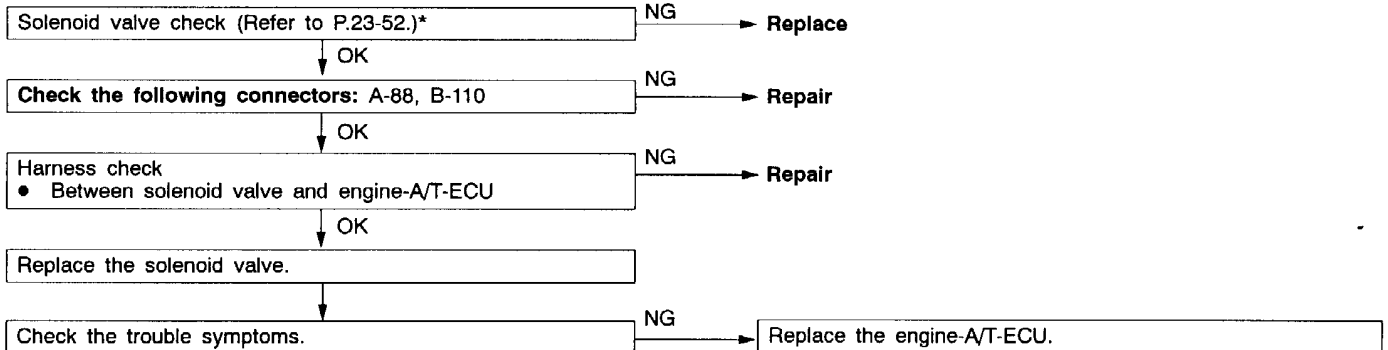 Solenoid valve check (Refer to P.23-52.)*
NG
Replace
OK
Check the following connectors: A-88, B-110
NG
Repair
OK
Harness check
● Between solenoid valve and engine-A/T-ECU
NG
Repair
OK
Replace the solenoid valve.
Check the trouble symptoms.
NG
Replace the engine-A/T-ECU.